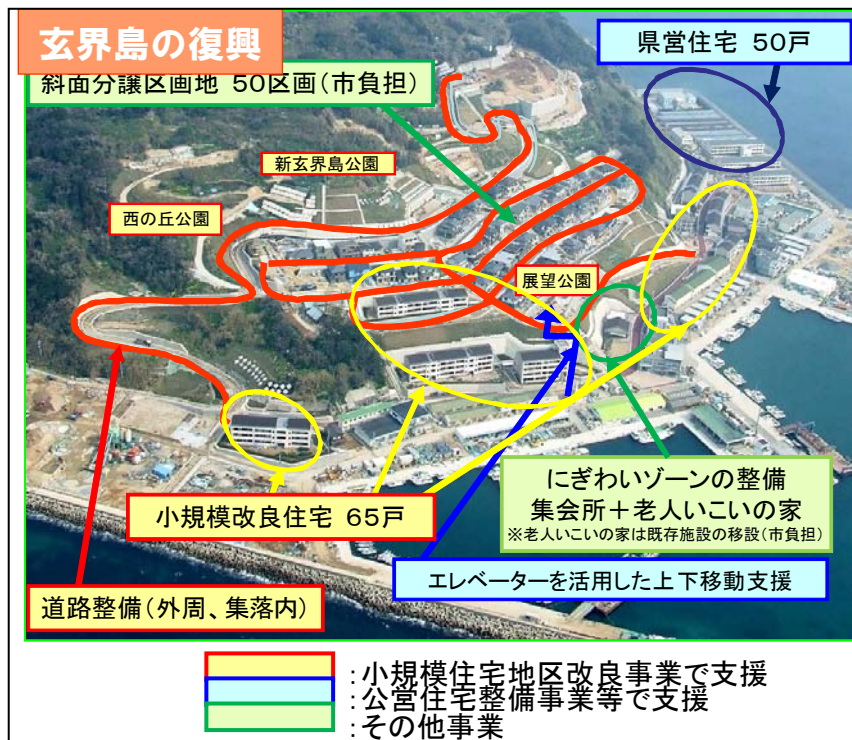 玄界島の復興
県営住宅 50戸
斜面分譲区画地 50区画(市負担)
新玄界島公園
西の丘公園
展望公園
にぎわいゾーンの整備
集会所＋老人いこいの家
※老人いこいの家は既存施設の移設(市負担)
小規模改良住宅 65戸
エレベーターを活用した上下移動支援
道路整備(外周、集落内)
:小規模住宅地区改良事業で支援
:公営住宅整備事業等で支援
:その他事業